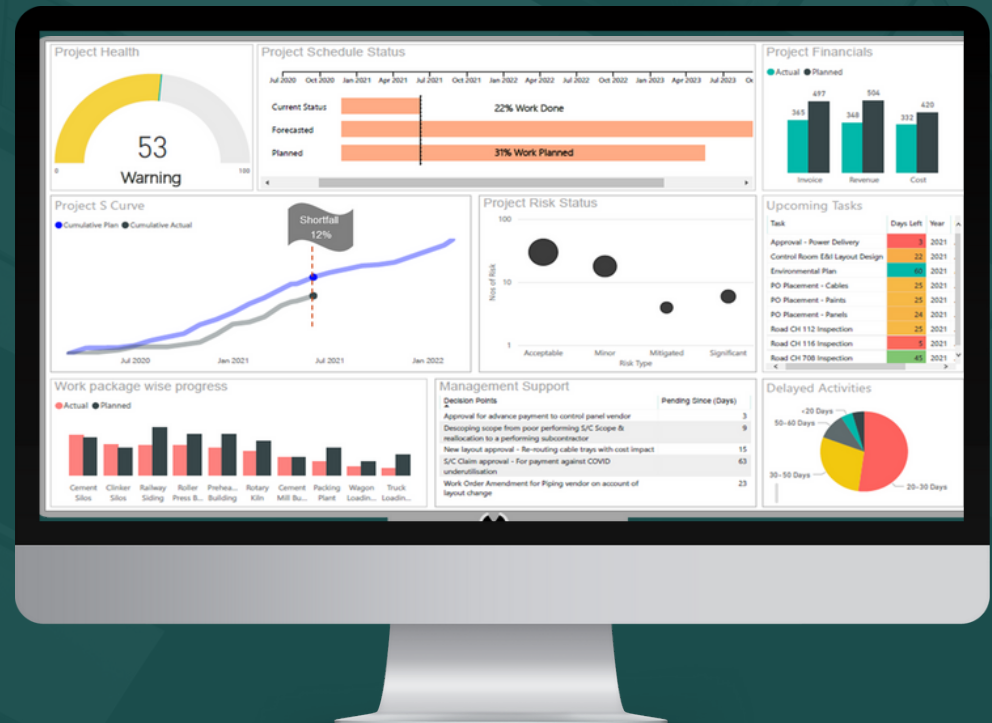 Project Health
53
Warning
0
100
Project Schedule Status
Jul 2020 Oct 2020 Jan 2021 Apr 2021 Jul 2021 Oct 2021 Jan 2022 Apr 2022 Jul 2022 Oct 2022 Jan 2023 Apr 2023 Jul 2023
Current Status
22% Work Done
Forecasted
Planned
31% Work Planned
Project Financials
Actual Planned
365 497 348 504 332 420
Invoice Revenue Cost
Project S Curve
Cumulative Plan Cumulative Actual
Shortfall
12%
Jul 2020 Jan 2021 Jul 2021 Jan 2022
Project Risk Status
Nos of Risk
100
10
1
Acceptable Minor Mitigated Significant
Risk Type
Upcoming Tasks
Task Days Left Year
Approval - Power Delivery 3 2021
Control Room E&I Layout Design 22 2021
Environmental Plan 60 2021
PO Placement - Cables 25 2021
PO Placement - Paints 25 2021
PO Placement - Panels 24 2021
Road CH 112 Inspection 25 2021
Road CH 116 Inspection 5 2021
Road CH 708 Inspection 45 2021
Work package wise progress
Actual Planned
Cement Clinker Railway Roller Prehea... Rotary Cement Packing Wagon Truck
Silos Silos Siding Press B... Building Kiln Mill Bu... Plant Loadin... Loadin...
Management Support
Decision Points Pending Since (Days)
Approval for advance payment to control panel vendor 3
Descoping scope from poor performing S/C Scope & 9
reallocation to a performing subcontractor
New layout approval - Re-routing cable trays with cost impact 15
S/C Claim approval - For payment against COVID 63
underutilisation
Work Order Amendment for Piping vendor on account of 23
layout change
Delayed Activities
<20 Days
50-60 Days
30-50 Days
20-30 Days